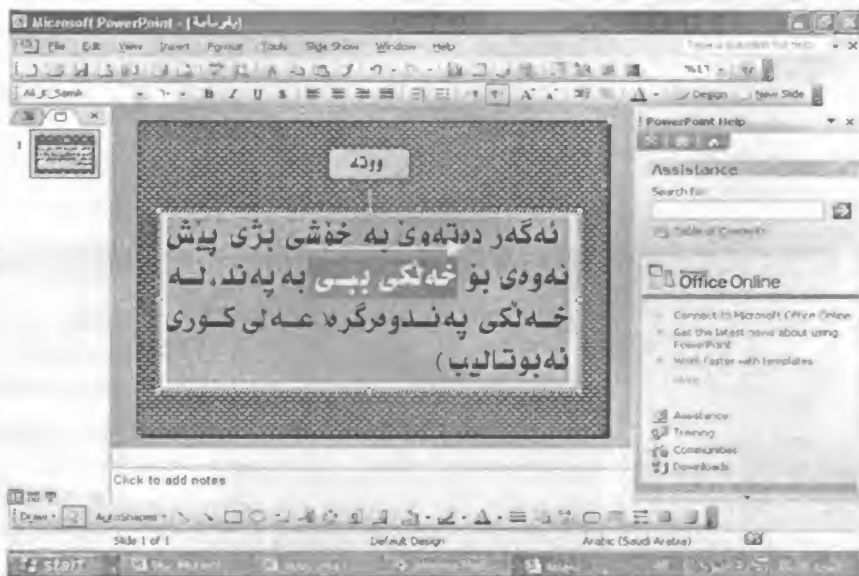 Microsoft PowerPoint - [بەرنامە]
File Edit View Insert Format Tools Slide Show Window Help
Ali_K_Samik
B I U S
Design New Slide
PowerPoint Help
1
Assistance
Search for:
Table of Contents
Office Online
Connect to Microsoft Office Online
Get the latest news about using PowerPoint
Work faster with templates
Assistance
Training
Communities
Downloads
ووتە
ئەگەر دەتەوێ بە خۆشی بژی پێش
ئەوەی بۆ خەڵکی ببی بە پەند، لە
خەڵکی پەندوەرگرە( عەلی کوری
ئەبوتالیب)
Click to add notes
Draw AutoShapes
Slide 1 of 1 Default Design Arabic (Saudi Arabia)
start